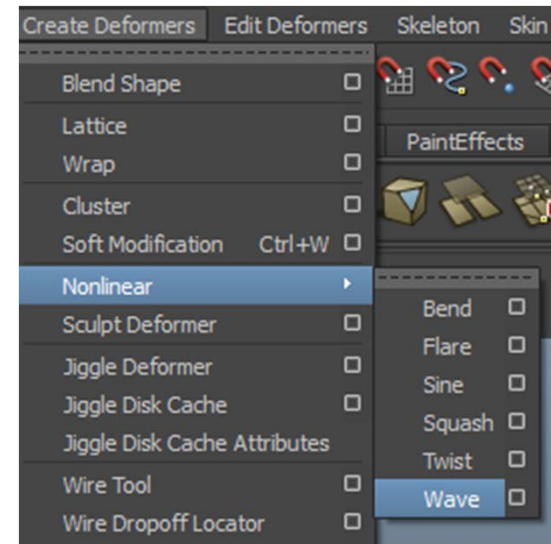 Create Deformers Edit Deformers Skeleton Skin
Blend Shape
Lattice
PaintEffects
Wrap
Cluster
Soft Modification Ctrl+W
Nonlinear
Sculpt Deformer
Jiggle Deformer
Jiggle Disk Cache
Jiggle Disk Cache Attributes
Wire Tool
Wire Dropoff Locator
Bend
Flare
Sine
Squash
Twist
Wave